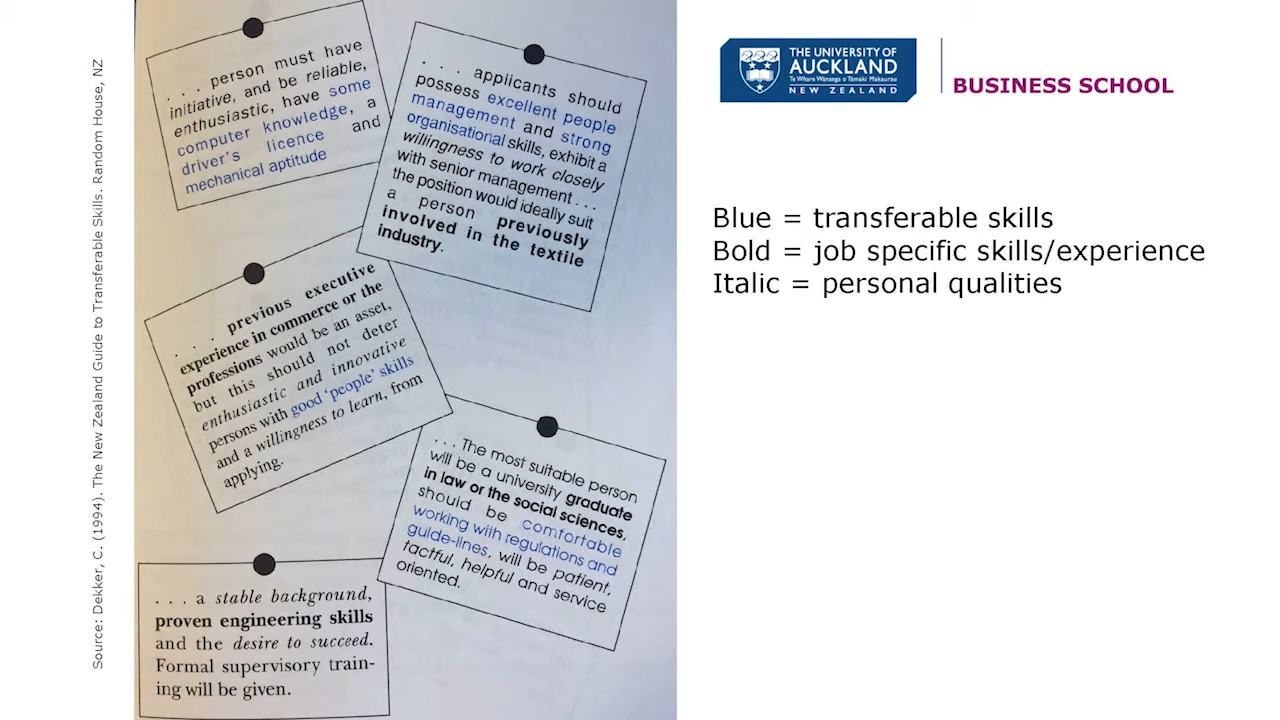 Source: Dekker, C. (1994). The New Zealand Guide to Transferable Skills. Random House, NZ
. . . person must have
initiative, and be reliable,
enthusiastic, have some
computer knowledge, a
driver's licence and
mechanical aptitude
. . . applicants should
possess excellent people
management and strong
organisational skills, exhibit a
willingness to work closely
with senior management . . .
the position would ideally suit
a person previously
involved in the textile
industry.
. . . previous executive
experience in commerce or the
professions would be an asset,
but this should not deter
enthusiastic and innovative
persons with good 'people' skills
and a willingness to learn, from
applying.
. . . The most suitable person
will be a university graduate
in law or the social sciences,
should be comfortable
working with regulations and
guide-lines, will be patient,
tactful, helpful and service
oriented.
. . . a stable background,
proven engineering skills
and the desire to succeed.
Formal supervisory train-
ing will be given.
THE UNIVERSITY OF
AUCKLAND
Te Whare Wānanga o Tāmaki Makaurau
NEW ZEALAND
BUSINESS SCHOOL
Blue = transferable skills
Bold = job specific skills/experience
Italic = personal qualities